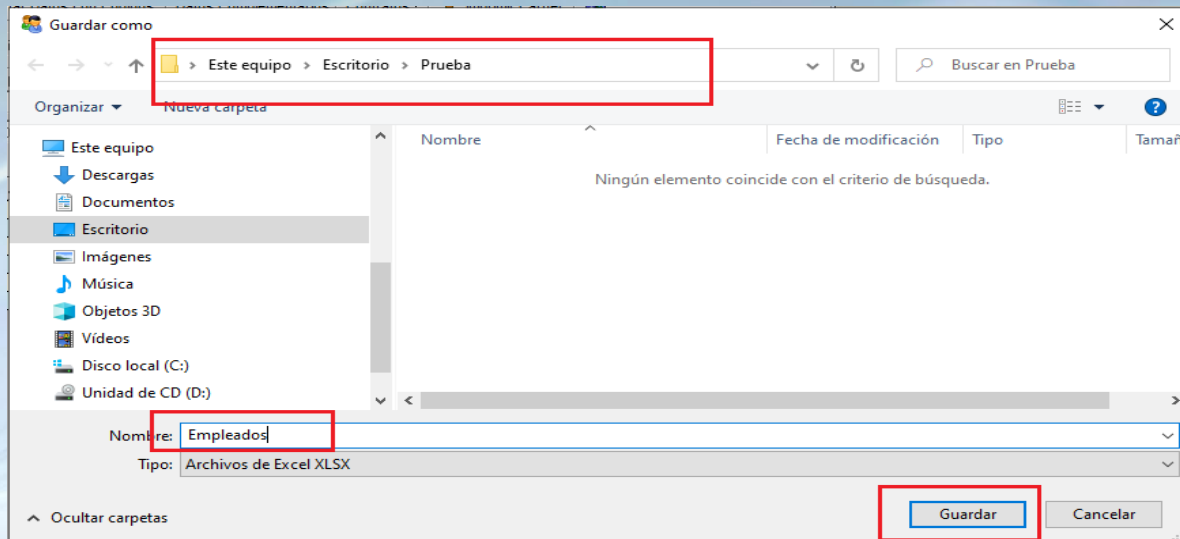 Guardar como
Este equipo > Escritorio > Prueba
Buscar en Prueba
Organizar
Nueva carpeta
Nombre
Fecha de modificación
Tipo
Tamañ
Este equipo
Descargas
Documentos
Escritorio
Imágenes
Música
Objetos 3D
Vídeos
Disco local (C:)
Unidad de CD (D:)
Ningún elemento coincide con el criterio de búsqueda.
Nombre: Empleados
Tipo: Archivos de Excel XLSX
Ocultar carpetas
Guardar
Cancelar